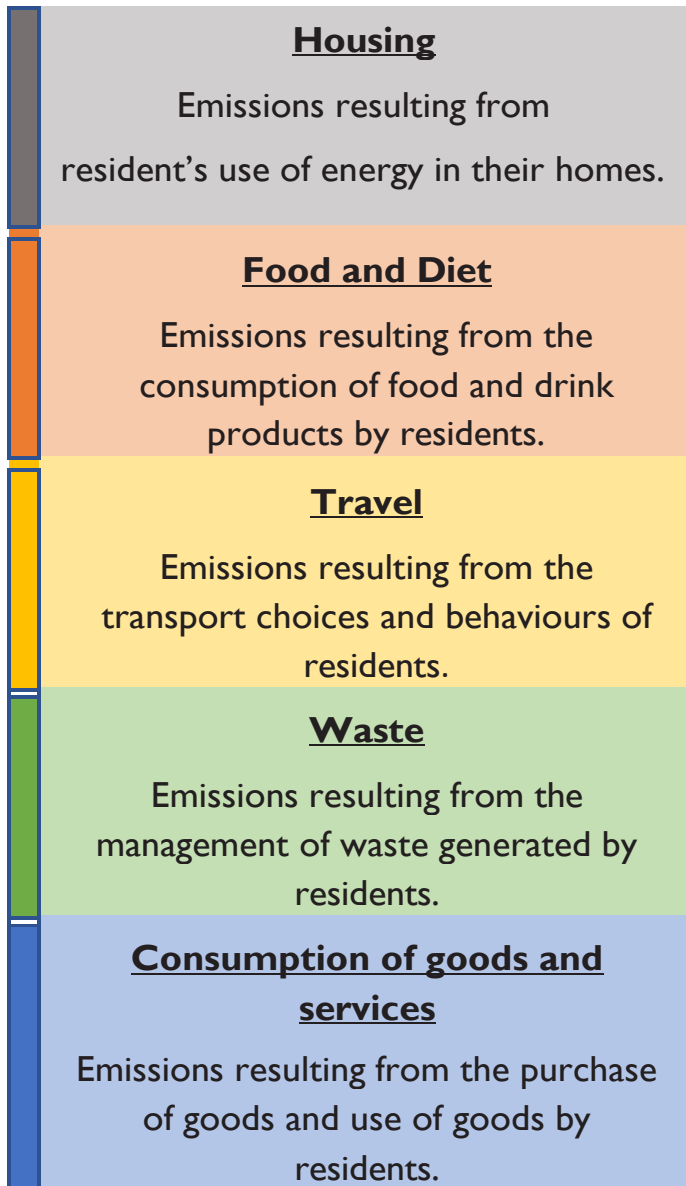 Housing
Emissions resulting from
resident’s use of energy in their homes.
Food and Diet
Emissions resulting from the
consumption of food and drink
products by residents.
Travel
Emissions resulting from the
transport choices and behaviours of
residents.
Waste
Emissions resulting from the
management of waste generated by
residents.
Consumption of goods and
services
Emissions resulting from the purchase
of goods and use of goods by
residents.